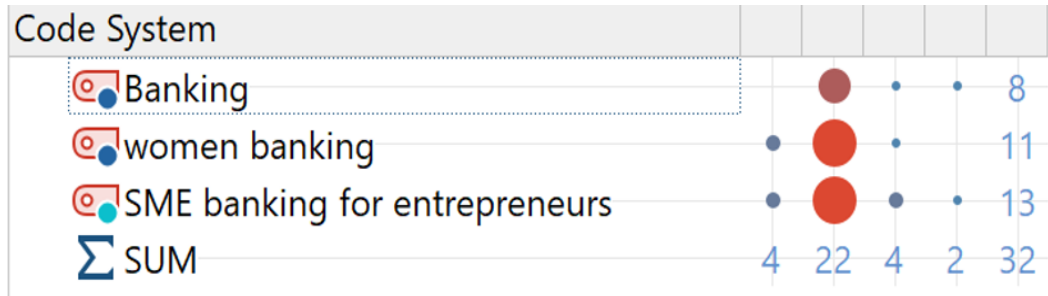 Code System
Banking 8
women banking 11
SME banking for entrepreneurs 13
Σ SUM 4 22 4 2 32